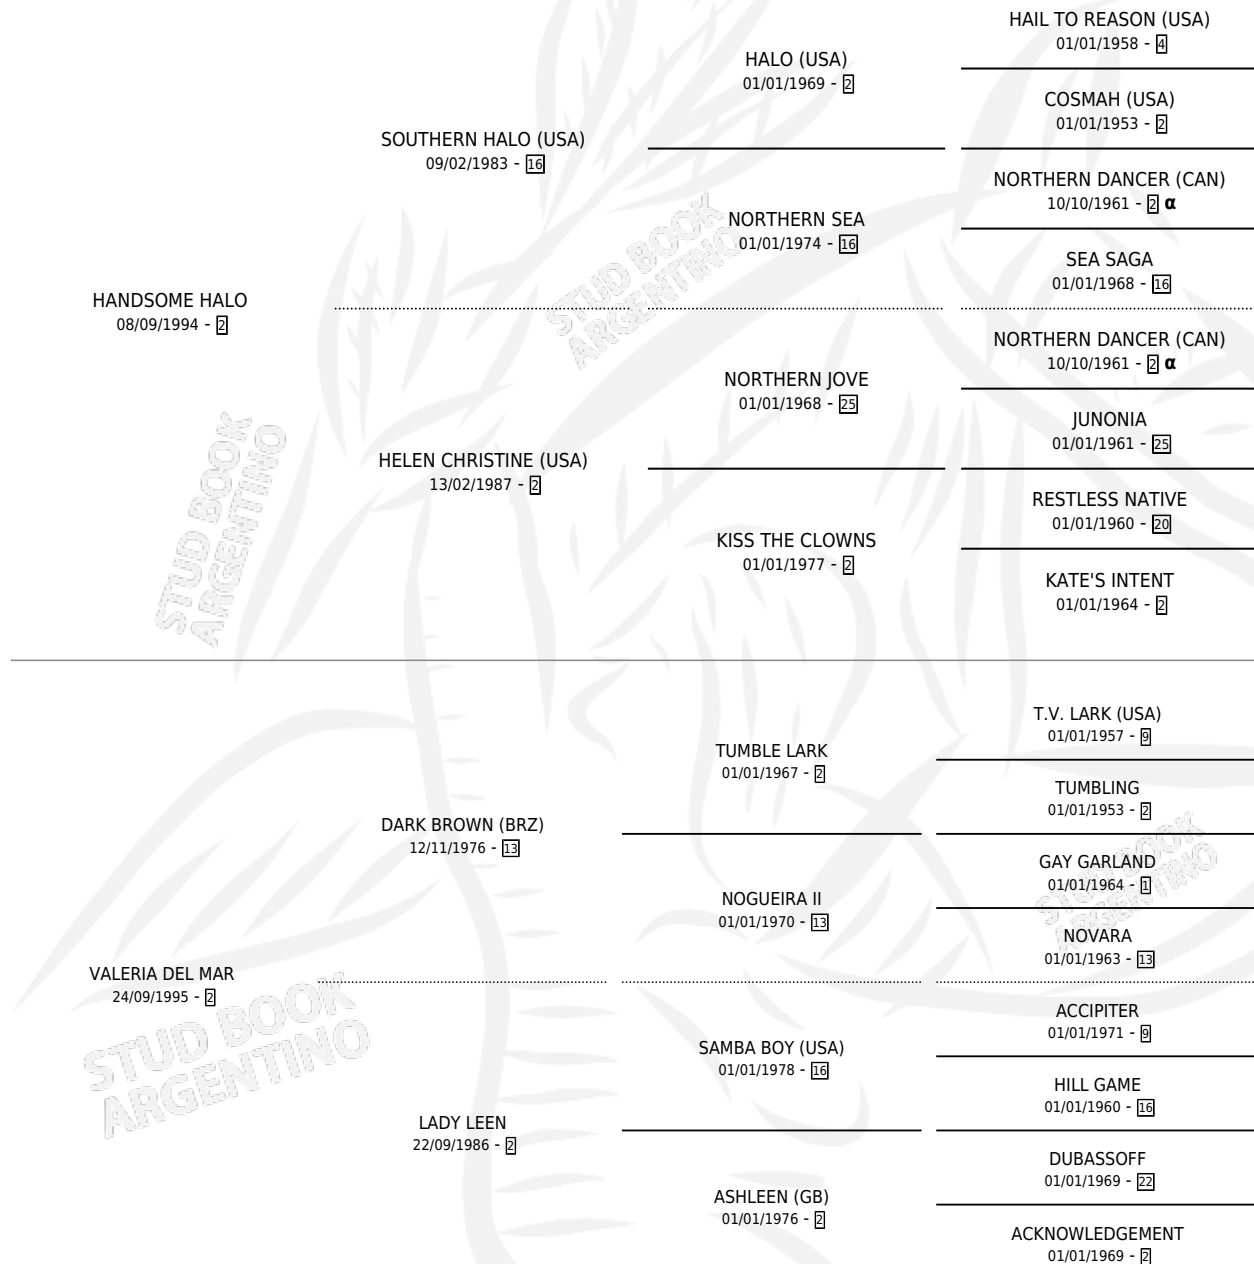 HAIL TO REASON (USA)
01/01/1958 - 4
HALO (USA)
01/01/1969 - 2
COSMAH (USA)
01/01/1953 - 2
SOUTHERN HALO (USA)
09/02/1983 - 16
NORTHERN DANCER (CAN)
10/10/1961 - 2 α
NORTHERN SEA
01/01/1974 - 16
SEA SAGA
01/01/1968 - 16
HANDSOME HALO
08/09/1994 - 2
STUD BOOK
ARGENTINO
NORTHERN DANCER (CAN)
10/10/1961 - 2 α
NORTHERN JOVE
01/01/1968 - 25
JUNONIA
01/01/1961 - 25
HELEN CHRISTINE (USA)
13/02/1987 - 2
RESTLESS NATIVE
01/01/1960 - 20
KISS THE CLOWNS
01/01/1977 - 2
KATE'S INTENT
01/01/1964 - 2
STUD BOOK
ARGENTINO
T.V. LARK (USA)
01/01/1957 - 9
TUMBLE LARK
01/01/1967 - 2
TUMBLING
01/01/1953 - 2
DARK BROWN (BRZ)
12/11/1976 - 13
GAY GARLAND
01/01/1964 - 1
NOGUEIRA II
01/01/1970 - 13
NOVARA
01/01/1963 - 13
STUD BOOK
ARGENTINO
VALERIA DEL MAR
24/09/1995 - 2
ACCIPITER
01/01/1971 - 9
SAMBA BOY (USA)
01/01/1978 - 16
HILL GAME
01/01/1960 - 16
LADY LEEN
22/09/1986 - 2
DUBASSOFF
01/01/1969 - 22
ASHLEEN (GB)
01/01/1976 - 2
ACKNOWLEDGEMENT
01/01/1969 - 2
STUD BOOK
ARGENTINO